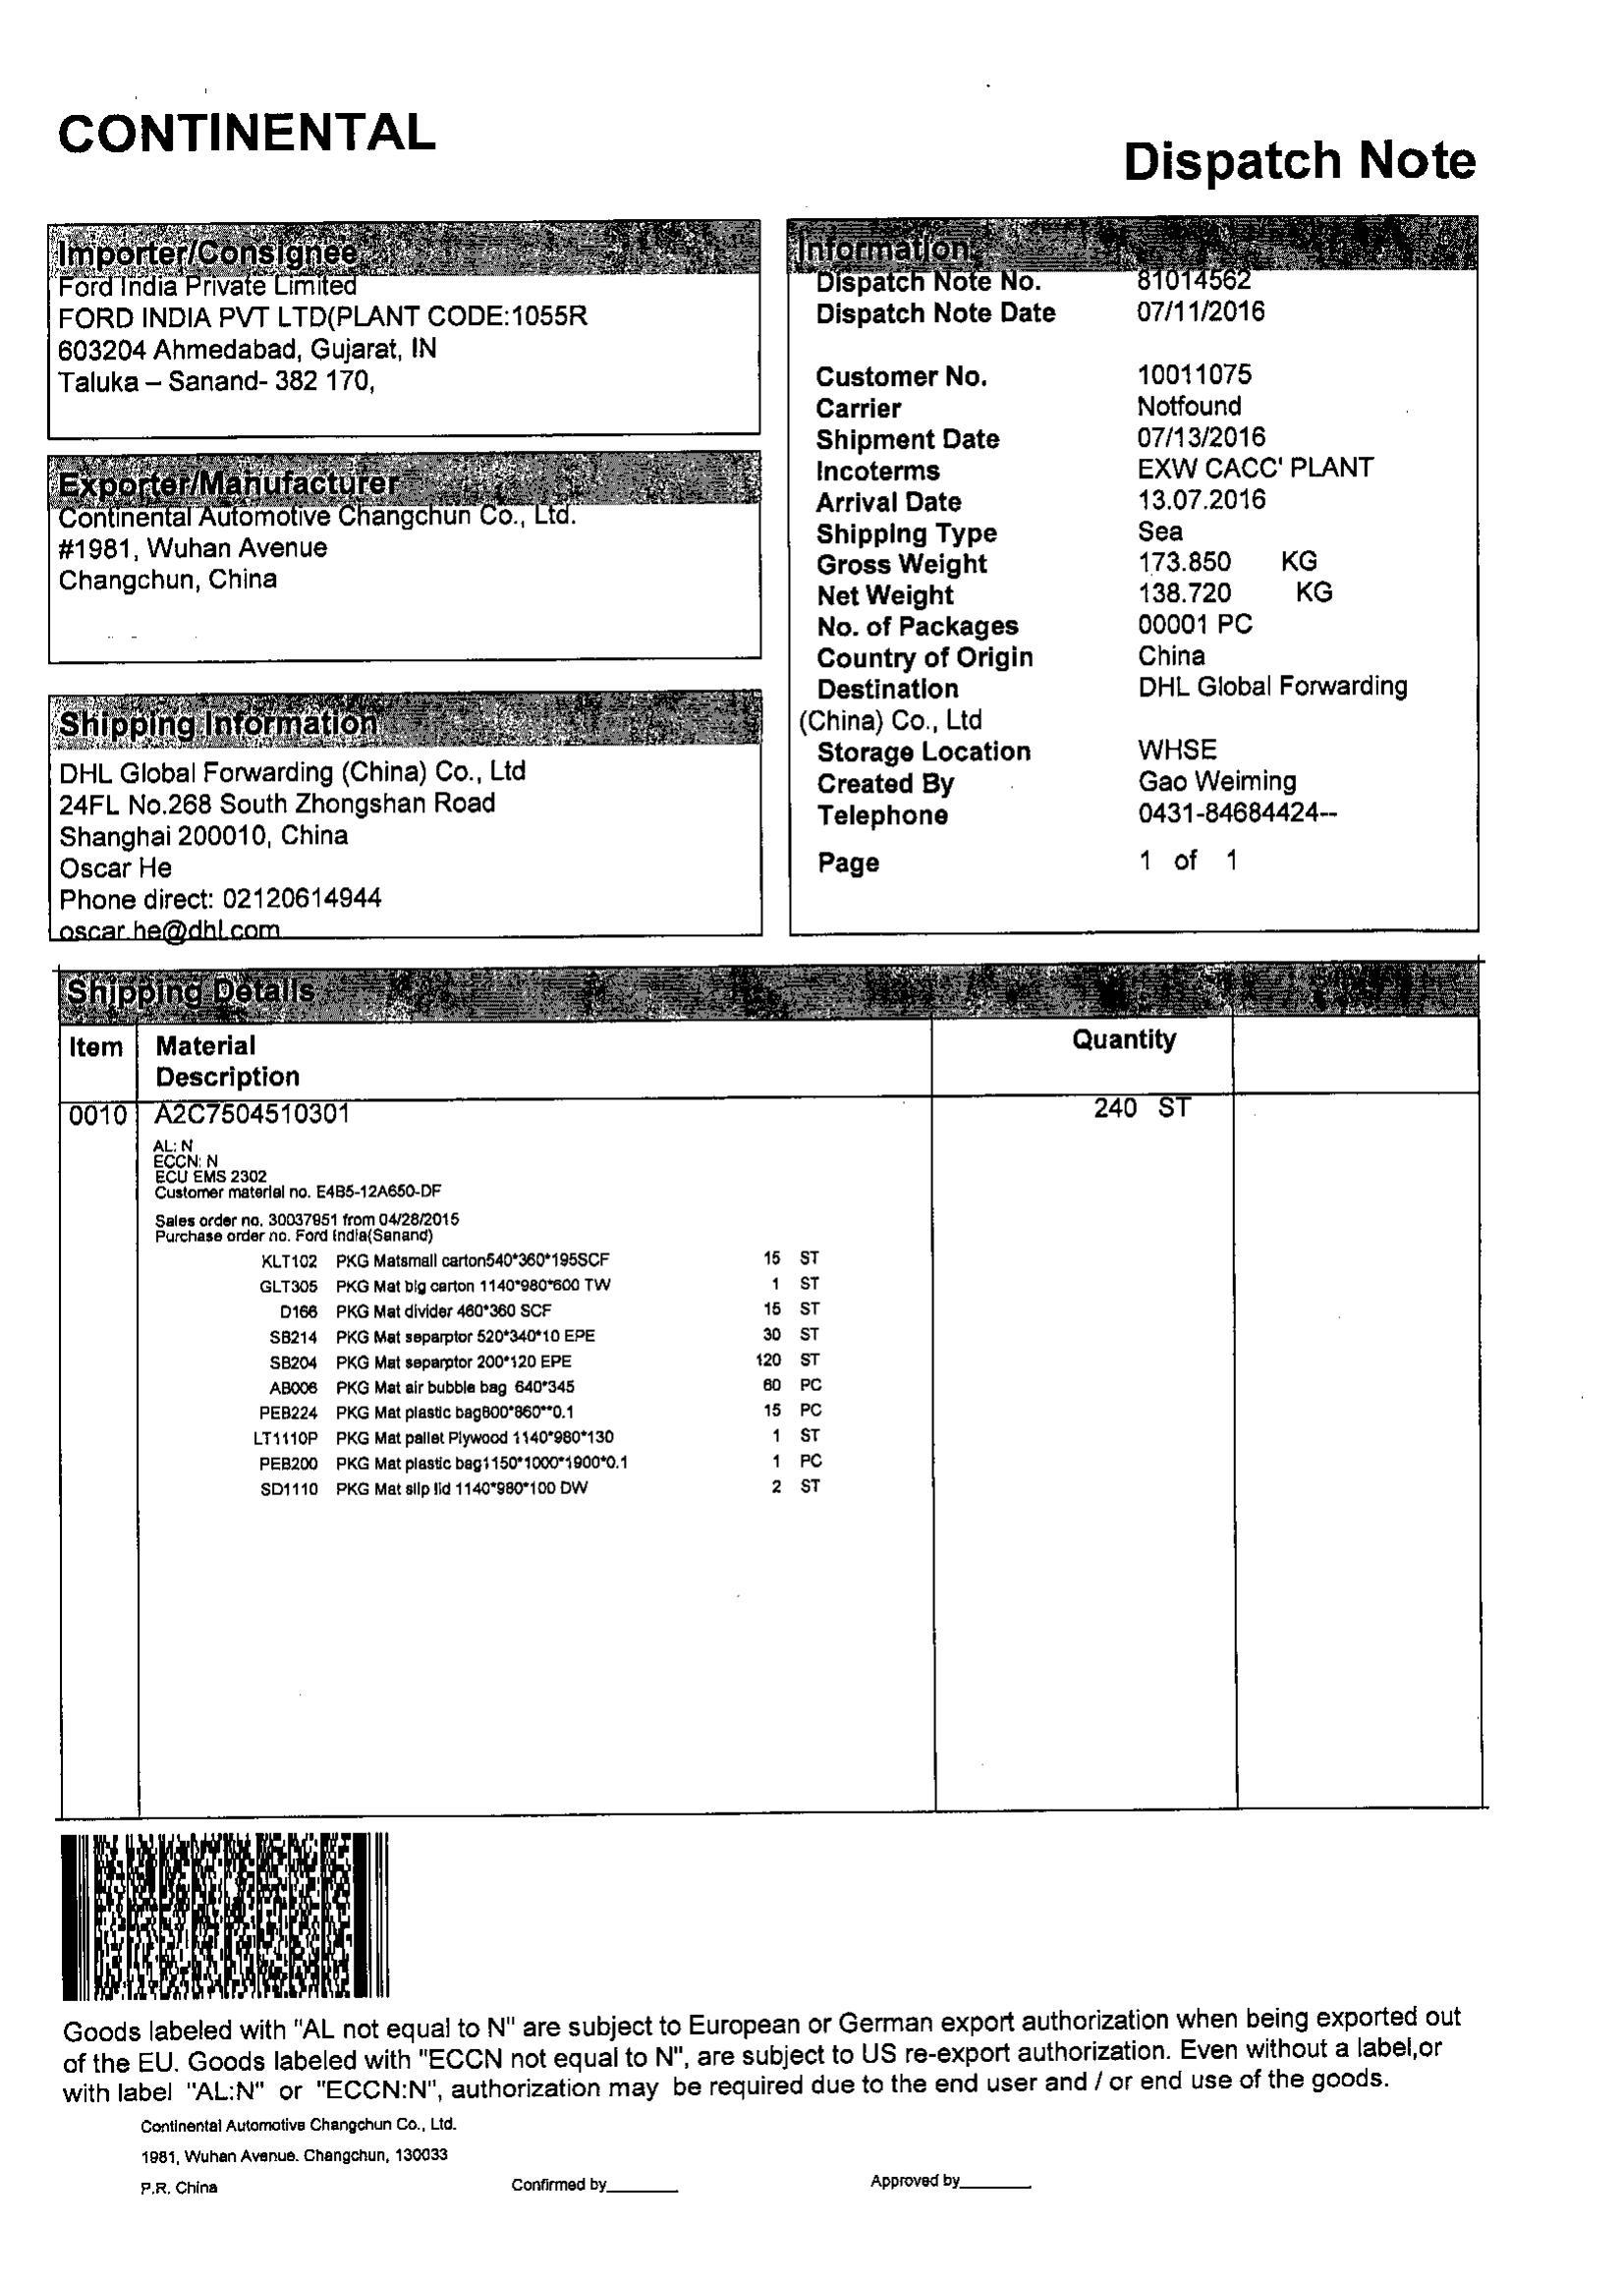 CONTINENTAL
Dispatch Note
Importer/Consignee
Ford India Private Limited
FORD INDIA PVT LTD(PLANT CODE:1055R
603204 Ahmedabad, Gujarat, IN
Taluka – Sanand- 382 170,
Exporter/Manufacturer
Continental Automotive Changchun Co., Ltd.
#1981, Wuhan Avenue
Changchun, China
Shipping Information
DHL Global Forwarding (China) Co., Ltd
24FL No.268 South Zhongshan Road
Shanghai 200010, China
Oscar He
Phone direct: 02120614944
oscar.he@dhl.com
Information
Dispatch Note No. 81014562
Dispatch Note Date 07/11/2016
Customer No. 10011075
Carrier Notfound
Shipment Date 07/13/2016
Incoterms EXW CACC' PLANT
Arrival Date 13.07.2016
Shipping Type Sea
Gross Weight 173.850 KG
Net Weight 138.720 KG
No. of Packages 00001 PC
Country of Origin China
Destination DHL Global Forwarding
(China) Co., Ltd
Storage Location WHSE
Created By Gao Weiming
Telephone 0431-84684424--
Page 1 of 1
Shipping Details
Item Material Quantity
Description
0010 A2C7504510301 240 ST
AL: N
ECCN: N
ECU EMS 2302
Customer material no. E4B5-12A650-DF
Sales order no. 30037951 from 04/28/2015
Purchase order no. Ford India(Sanand)
KLT102 PKG Matsmall carton540*360*195SCF 15 ST
GLT305 PKG Mat big carton 1140*980*600 TW 1 ST
D166 PKG Mat divider 460*360 SCF 15 ST
SB214 PKG Mat separptor 520*340*10 EPE 30 ST
SB204 PKG Mat separptor 200*120 EPE 120 ST
AB006 PKG Mat air bubble bag 640*345 60 PC
PEB224 PKG Mat plastic bag800*860**0.1 15 PC
LT1110P PKG Mat pallet Plywood 1140*980*130 1 ST
PEB200 PKG Mat plastic bag1150*1000*1900*0.1 1 PC
SD1110 PKG Mat slip lid 1140*980*100 DW 2 ST
Goods labeled with "AL not equal to N" are subject to European or German export authorization when being exported out
of the EU. Goods labeled with "ECCN not equal to N", are subject to US re-export authorization. Even without a label,or
with label "AL:N" or "ECCN:N", authorization may be required due to the end user and / or end use of the goods.
Continental Automotive Changchun Co., Ltd.
1981, Wuhan Avenue. Changchun, 130033
P.R. China Confirmed by________ Approved by________